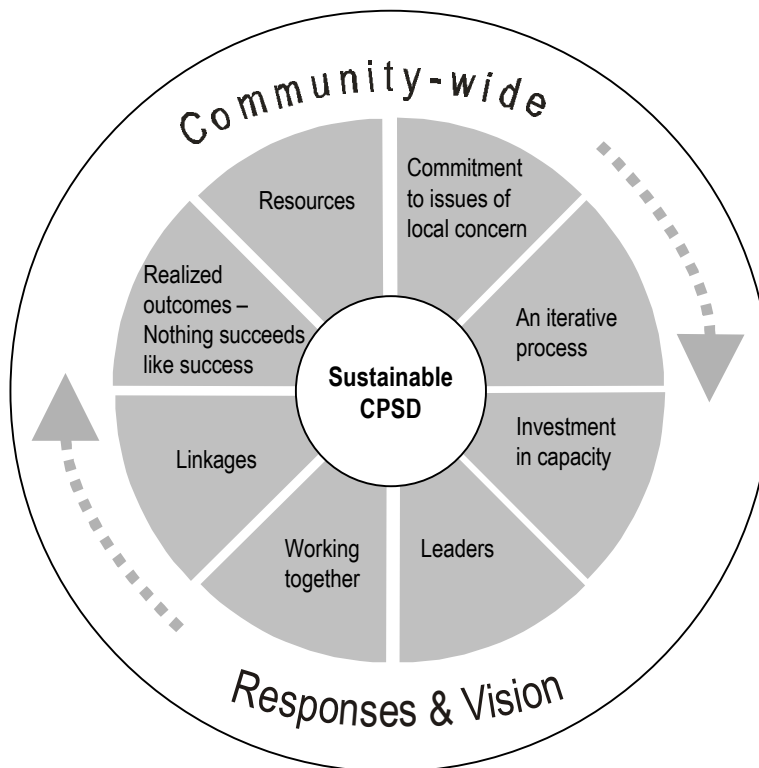 Community-wide
Commitment
to issues of
local concern
An iterative
process
Investment
in capacity
Leaders
Working
together
Linkages
Realized
outcomes –
Nothing succeeds
like success
Resources
Sustainable
CPSD
Responses & Vision